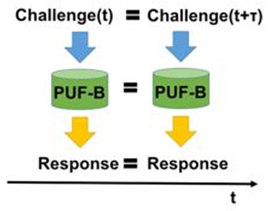 Challenge(t) = Challenge(t+τ)
PUF-B = PUF-B
Response = Response
t